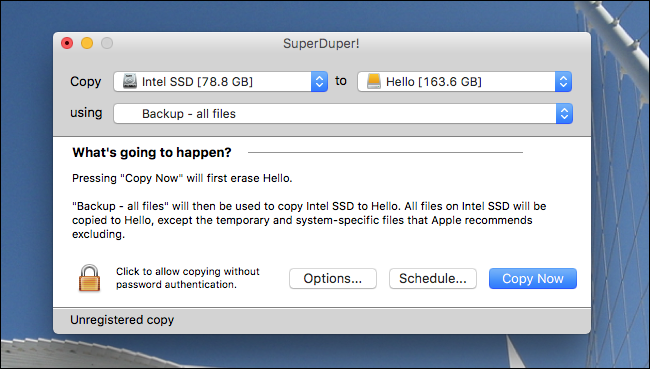 SuperDuper!
Copy Intel SSD [78.8 GB] to Hello [163.6 GB]
using Backup - all files
What's going to happen?
Pressing "Copy Now" will first erase Hello.
"Backup - all files" will then be used to copy Intel SSD to Hello. All files on Intel SSD will be
copied to Hello, except the temporary and system-specific files that Apple recommends
excluding.
Click to allow copying without
password authentication.
Options... Schedule... Copy Now
Unregistered copy